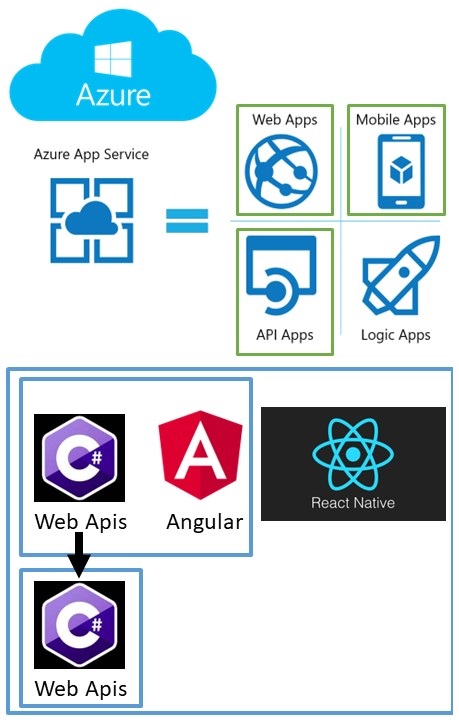 Azure
Azure App Service
=
Web Apps
Mobile Apps
API Apps
Logic Apps
C#
Web Apis
A
Angular
React Native
C#
Web Apis